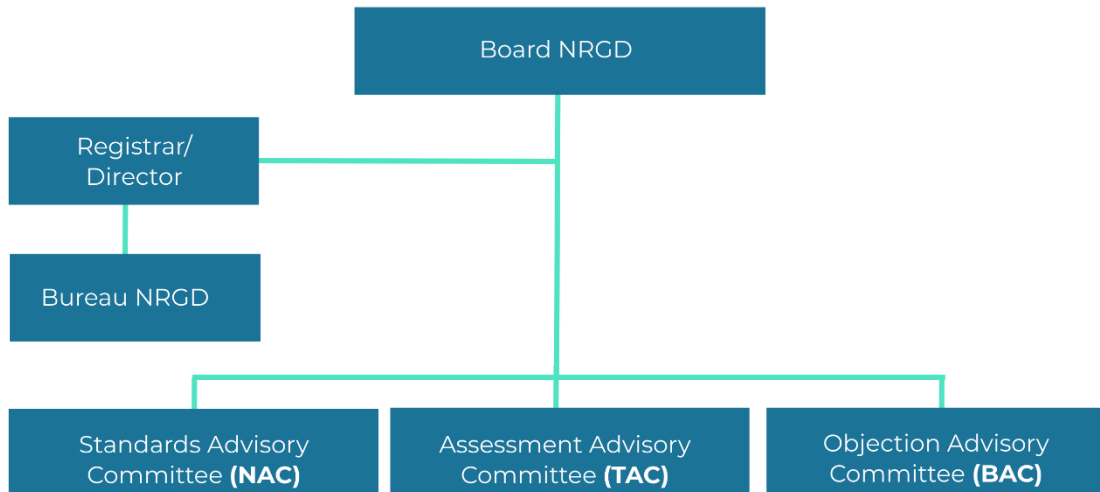 Board NRGD
Registrar/
Director
Bureau NRGD
Standards Advisory
Committee (NAC)
Assessment Advisory
Committee (TAC)
Objection Advisory
Committee (BAC)